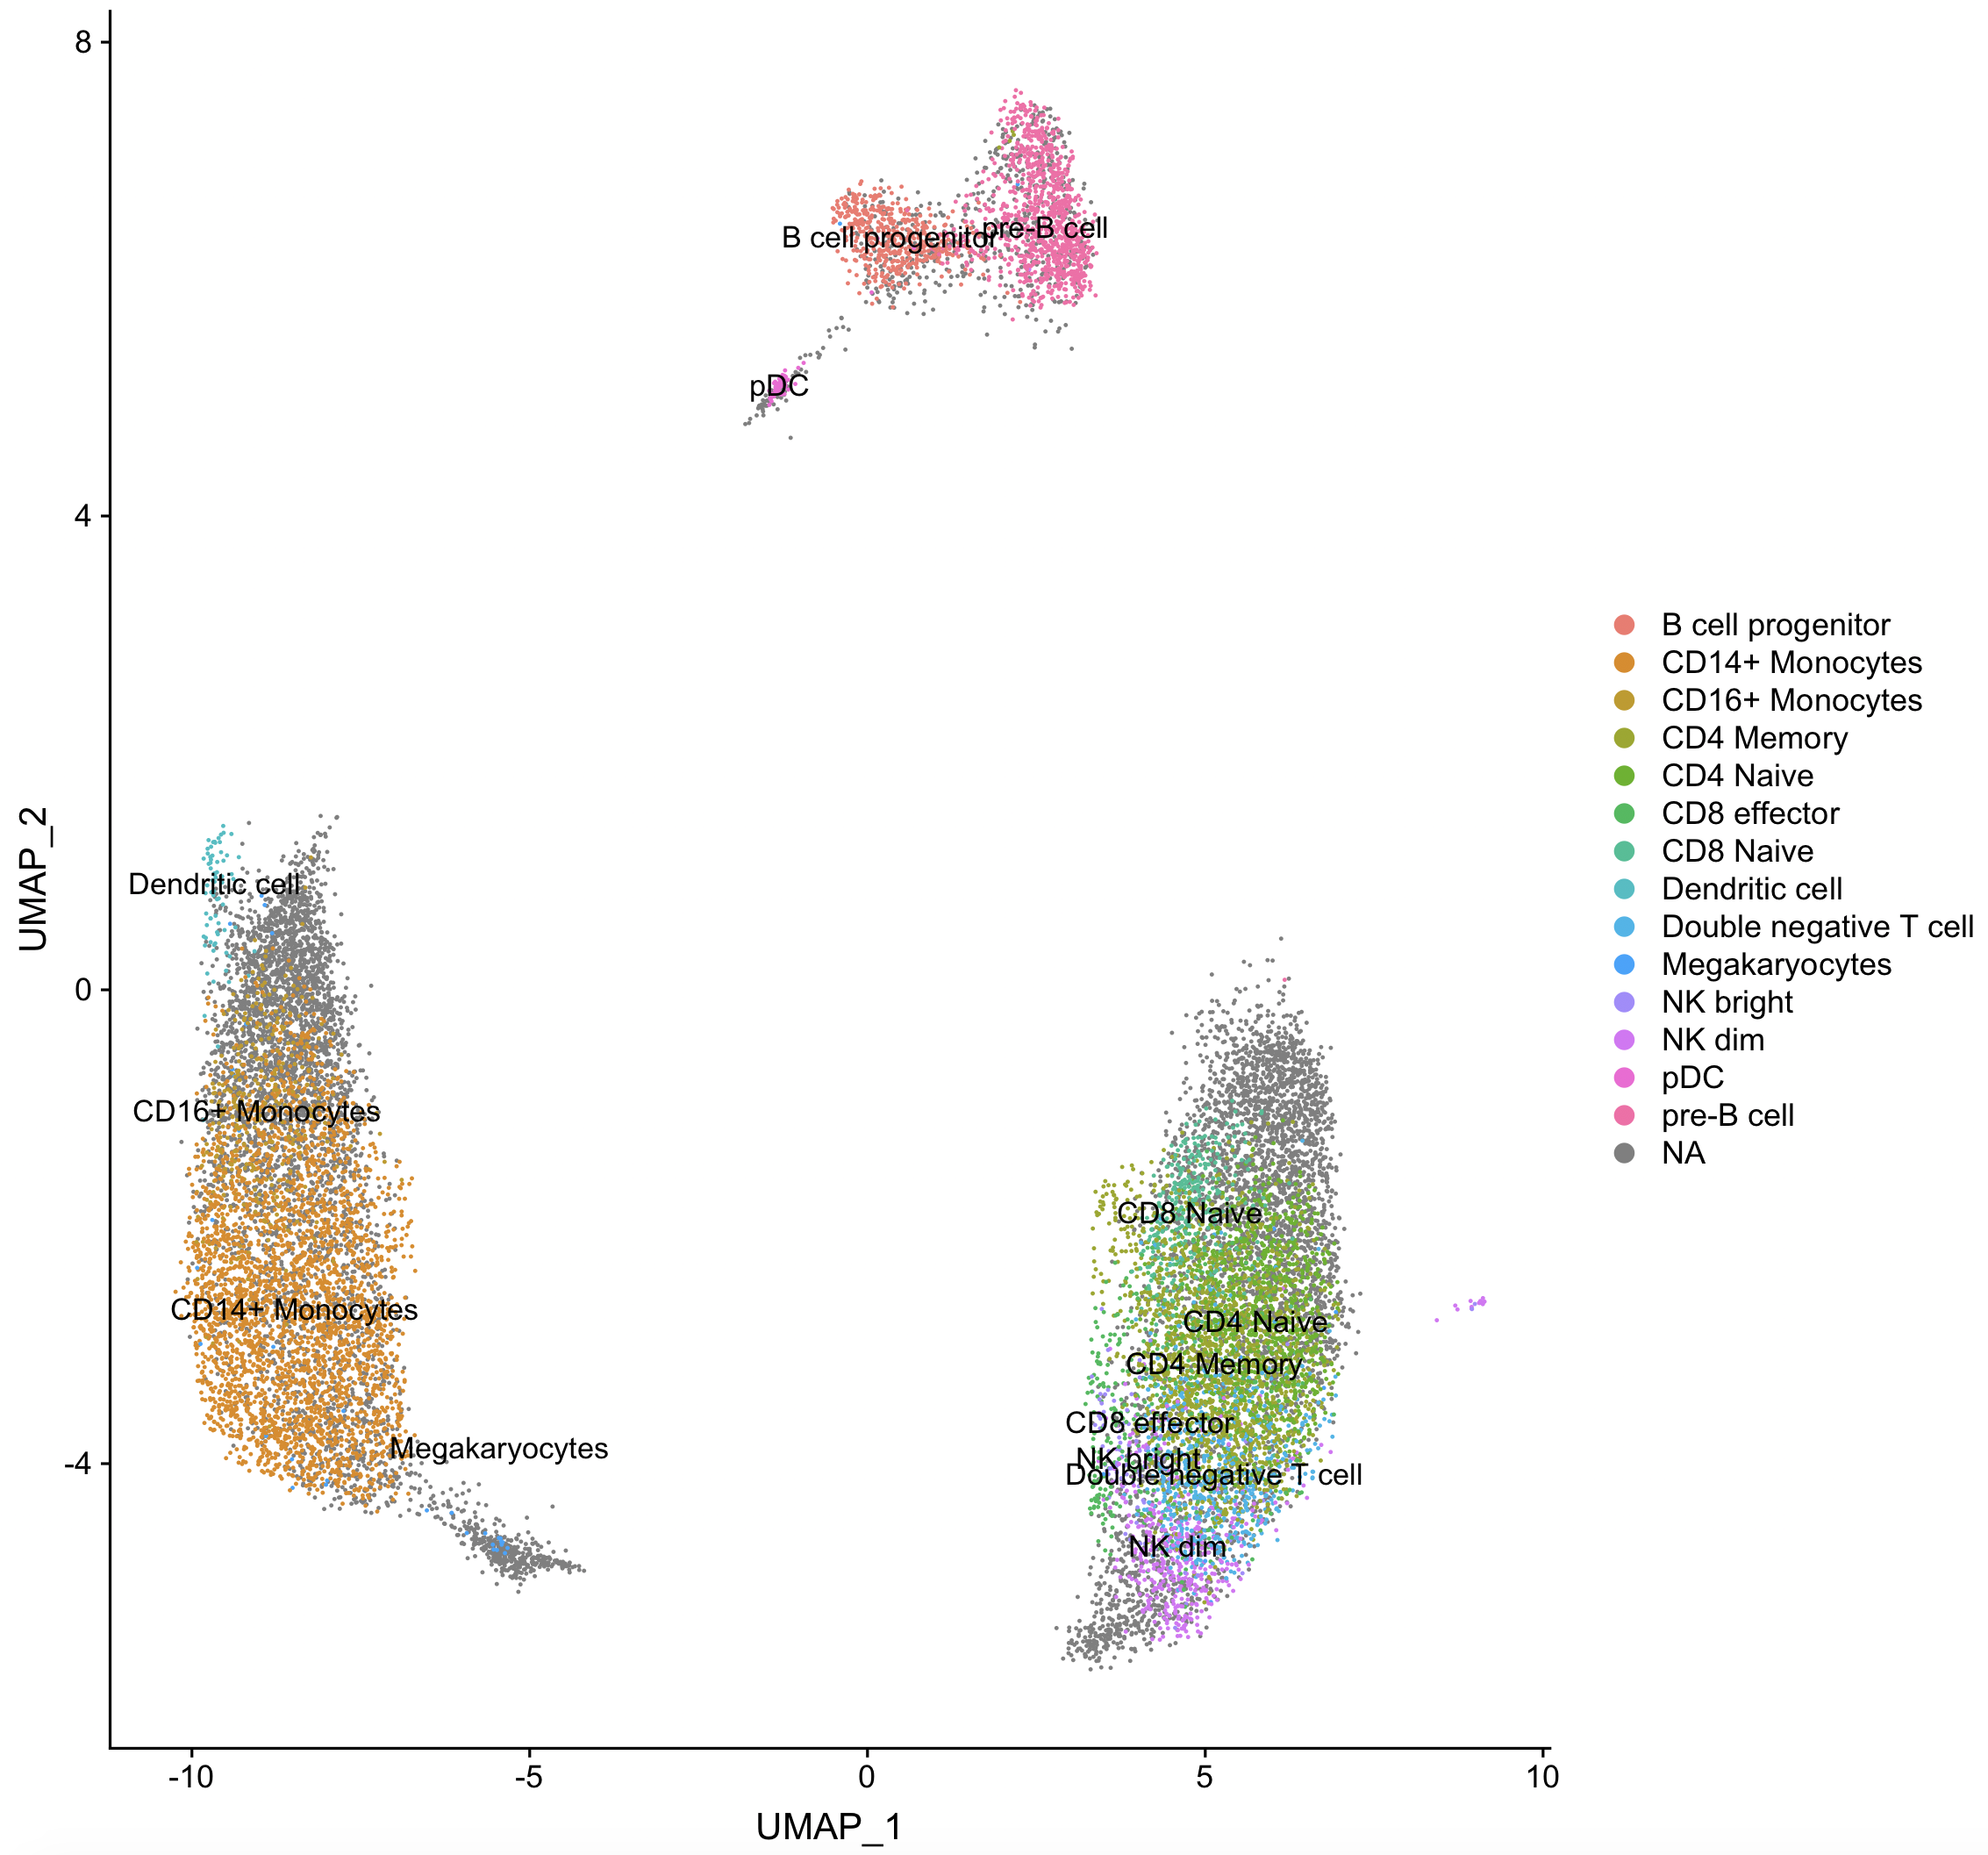 8
4
0
-4
UMAP_2
-10
-5
0
5
10
UMAP_1
B cell progenitor
pre-B cell
pDC
Dendritic cell
CD16+ Monocytes
CD14+ Monocytes
Megakaryocytes
CD8 Naive
CD4 Naive
CD4 Memory
CD8 effector
NK bright
Double negative T cell
NK dim
B cell progenitor
CD14+ Monocytes
CD16+ Monocytes
CD4 Memory
CD4 Naive
CD8 effector
CD8 Naive
Dendritic cell
Double negative T cell
Megakaryocytes
NK bright
NK dim
pDC
pre-B cell
NA